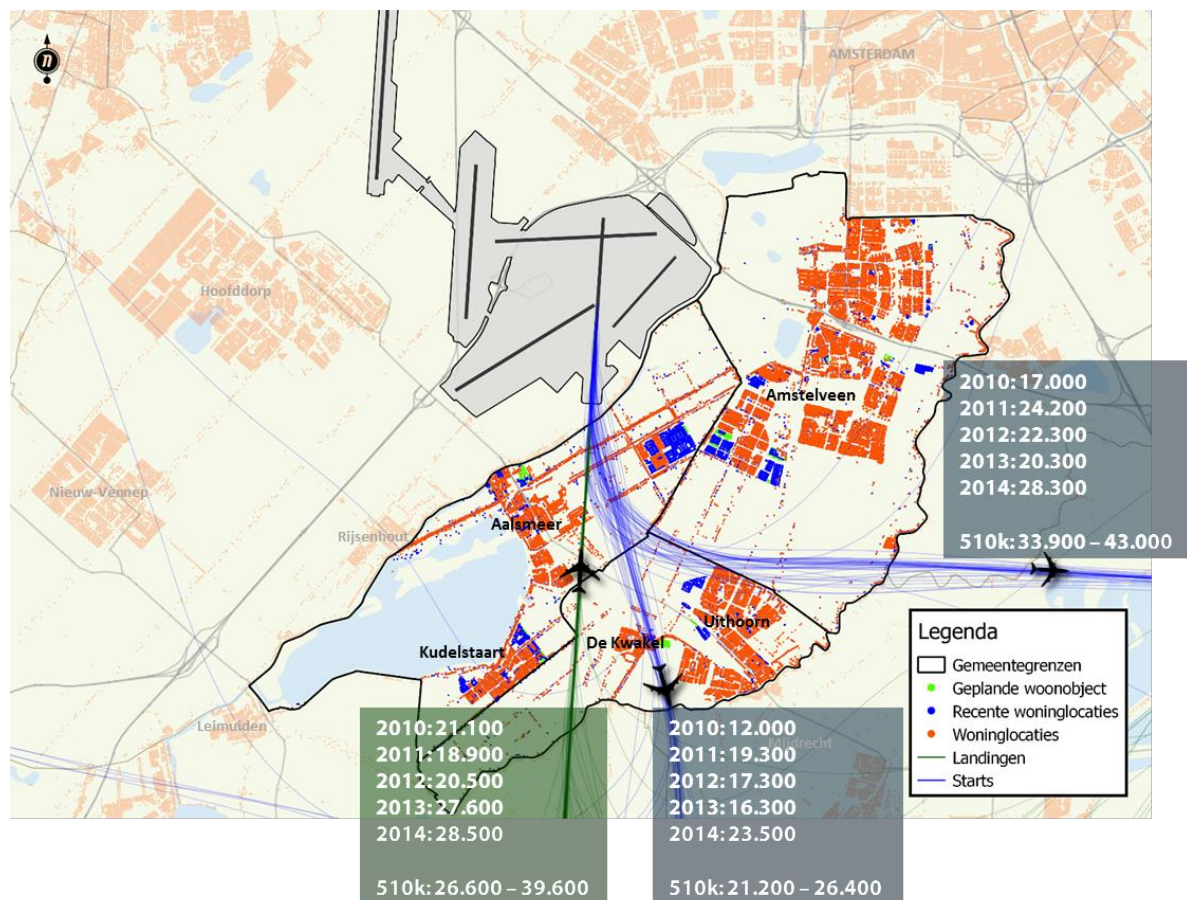 n
AMSTERDAM
Hoofddorp
Nieuw-Vennep
Rijsenhout
Leimuiden
Amstelveen
Aalsmeer
Kudelstaart
De Kwakel
Uithoorn
Mijdrecht
2010: 17.000
2011: 24.200
2012: 22.300
2013: 20.300
2014: 28.300
510k: 33.900 – 43.000
Legenda
Gemeentegrenzen
Geplande woonobject
Recente woninglocaties
Woninglocaties
Landingen
Starts
2010: 21.100
2011: 18.900
2012: 20.500
2013: 27.600
2014: 28.500
510k: 26.600 – 39.600
2010: 12.000
2011: 19.300
2012: 17.300
2013: 16.300
2014: 23.500
510k: 21.200 – 26.400